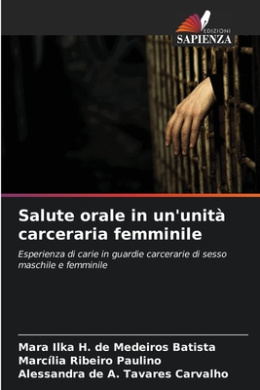 EDIZIONI
SAPIENZA
Salute orale in un'unità
carceraria femminile
Esperienza di carie in guardie carcerarie di sesso
maschile e femminile
Mara Ilka H. de Medeiros Batista
Marcília Ribeiro Paulino
Alessandra de A. Tavares Carvalho